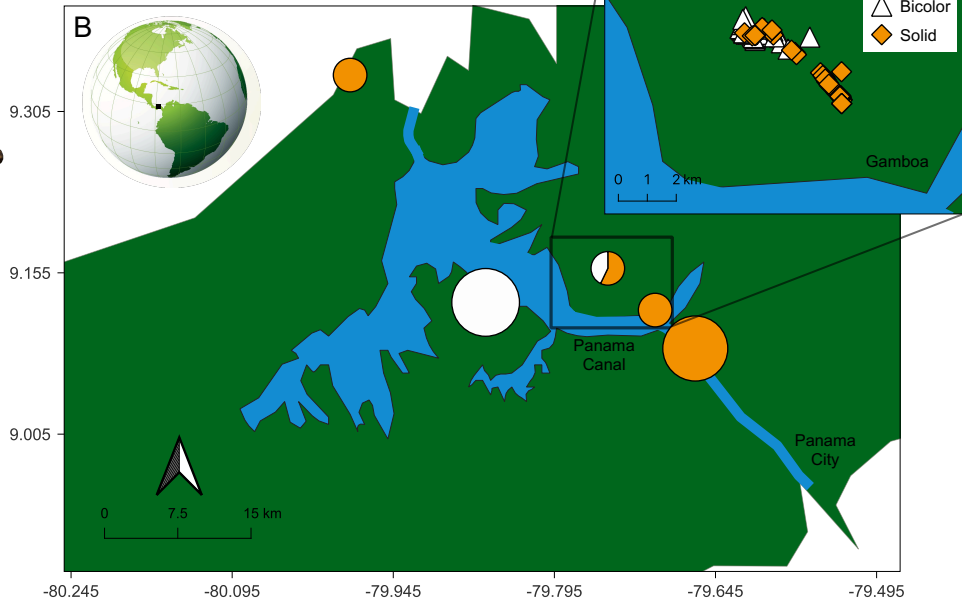 B
Bicolor
Solid
Gamboa
0 1 2 km
9.305
9.155
9.005
Panama
Canal
Panama
City
0 7.5 15 km
-80.245 -80.095 -79.945 -79.795 -79.645 -79.495